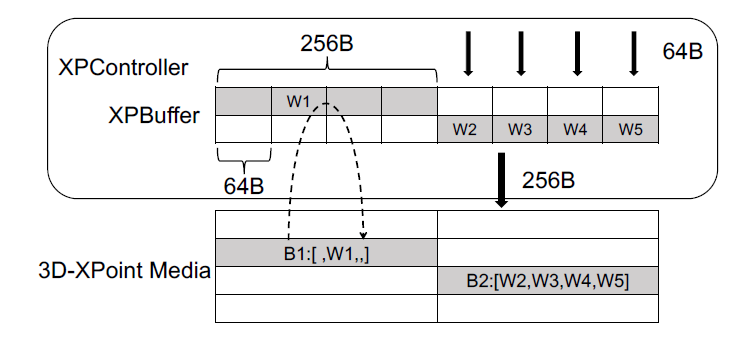 256B
64B
XPController
W1
XPBuffer
W2 W3 W4 W5
64B
256B
B1:[ ,W1,,]
3D-XPoint Media
B2:[W2,W3,W4,W5]